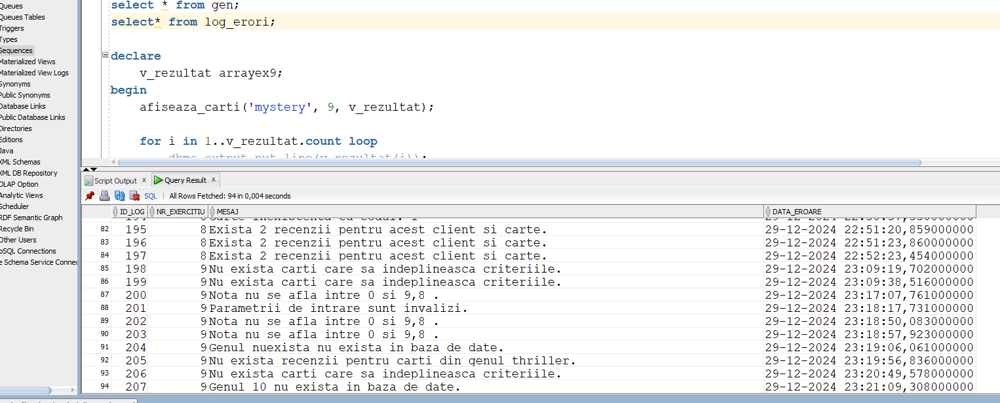 Queues
Queues Tables
Triggers
Types
Sequences
Materialized Views
Materialized View Logs
Synonyms
Public Synonyms
Database Links
Public Database Links
Directories
Editions
Java
XML Schemas
XML DB Repository
OLAP Option
Analytic Views
Scheduler
RDF Semantic Graph
Recycle Bin
Other Users
oSQL Connections
e Schema Service Connec
select * from gen;
select* from log_erori;
declare
v_rezultat arrayex9;
begin
afiseaza_carti('mystery', 9, v_rezultat);
for i in 1..v_rezultat.count loop
dbms_output.put_line(v_rezultat(i));
Script Output x Query Result x
SQL | All Rows Fetched: 94 in 0,004 seconds
ID_LOG NR_EXERCITIU MESAJ DATA_EROARE
82 195 8 Exista 2 recenzii pentru acest client si carte. 29-12-2024 22:51:20,859000000
83 196 8 Exista 2 recenzii pentru acest client si carte. 29-12-2024 22:51:23,860000000
84 197 8 Exista 2 recenzii pentru acest client si carte. 29-12-2024 22:52:23,454000000
85 198 9 Nu exista carti care sa indeplineasca criteriile. 29-12-2024 23:09:19,702000000
86 199 9 Nu exista carti care sa indeplineasca criteriile. 29-12-2024 23:09:38,516000000
87 200 9 Nota nu se afla intre 0 si 9,8 . 29-12-2024 23:17:07,761000000
88 201 9 Parametrii de intrare sunt invalizi. 29-12-2024 23:18:17,731000000
89 202 9 Nota nu se afla intre 0 si 9,8 . 29-12-2024 23:18:50,083000000
90 203 9 Nota nu se afla intre 0 si 9,8 . 29-12-2024 23:18:57,923000000
91 204 9 Genul nuexista nu exista in baza de date. 29-12-2024 23:19:06,061000000
92 205 9 Nu exista recenzii pentru carti din genul thriller. 29-12-2024 23:19:56,836000000
93 206 9 Nu exista carti care sa indeplineasca criteriile. 29-12-2024 23:20:49,578000000
94 207 9 Genul 10 nu exista in baza de date. 29-12-2024 23:21:09,308000000